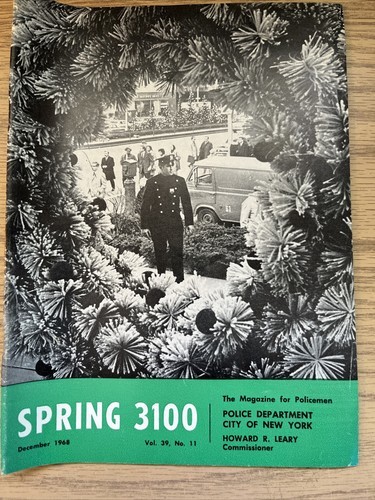 SPRING 3100
December 1968
Vol. 39, No. 11
The Magazine for Policemen
POLICE DEPARTMENT
CITY OF NEW YORK
HOWARD R. LEARY
Commissioner